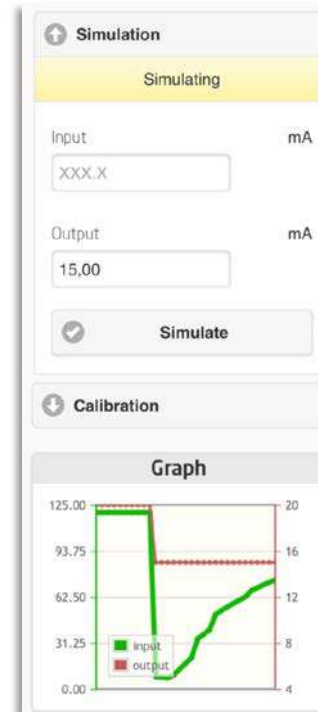 Simulation
Simulating
Input mA
XXX.X
Output mA
15,00
Simulate
Calibration
Graph
125.00 20
93.75 16
62.50 12
31.25 8
0.00 4
input
output